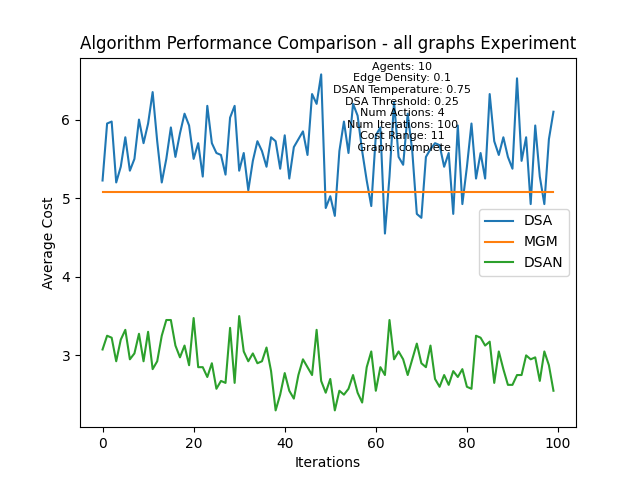 Algorithm Performance Comparison - all graphs Experiment
Agents: 10
Edge Density: 0.1
DSAN Temperature: 0.75
DSA Threshold: 0.25
Num Actions: 4
Num Iterations: 100
Cost Range: 11
Graph: complete
6
5
4
3
Average Cost
DSA
MGM
DSAN
0
20
40
60
80
100
Iterations